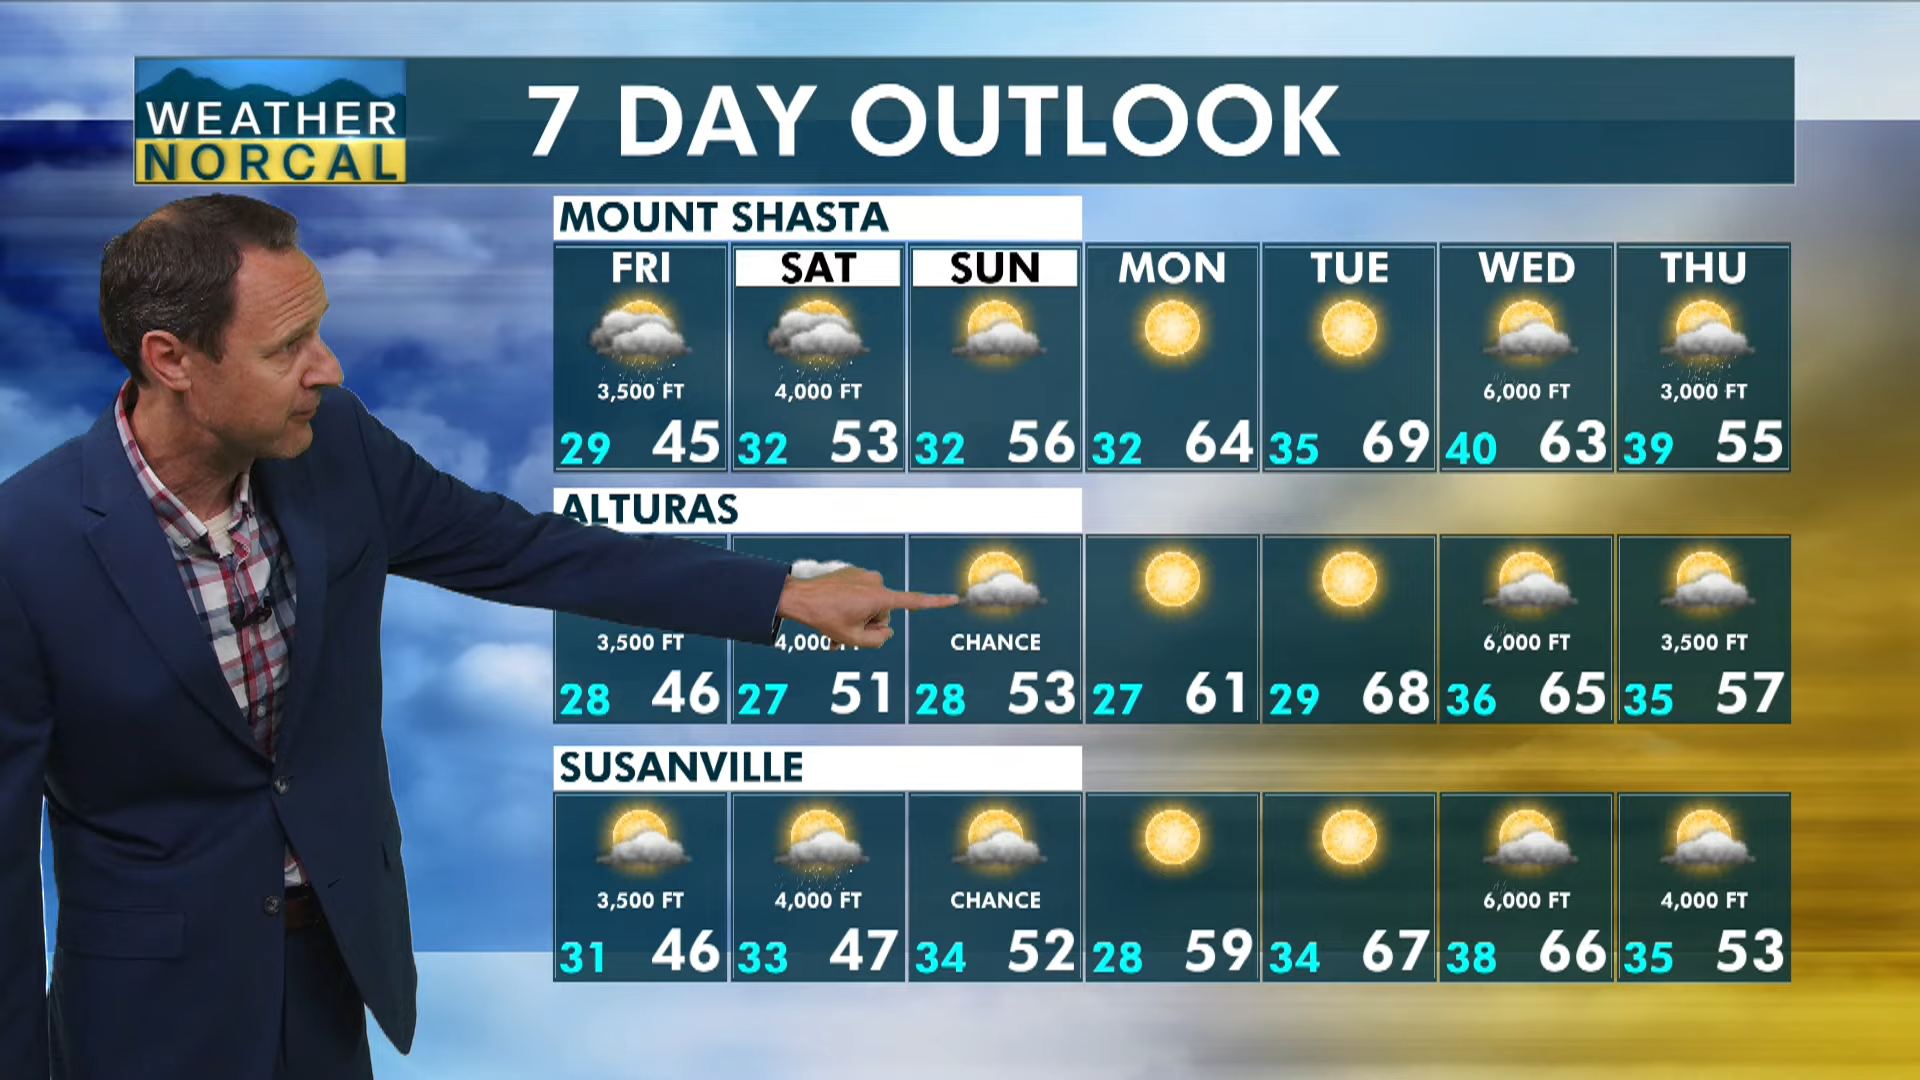 WEATHER
NORCAL
7 DAY OUTLOOK
MOUNT SHASTA
FRI SAT SUN MON TUE WED THU
3,500 FT 4,000 FT 6,000 FT 3,000 FT
29 45 32 53 32 56 32 64 35 69 40 63 39 55
ALTURAS
3,500 FT 4,000 CHANCE 6,000 FT 3,500 FT
28 46 27 51 28 53 27 61 29 68 36 65 35 57
SUSANVILLE
3,500 FT 4,000 FT CHANCE 6,000 FT 4,000 FT
31 46 33 47 34 52 28 59 34 67 38 66 35 53